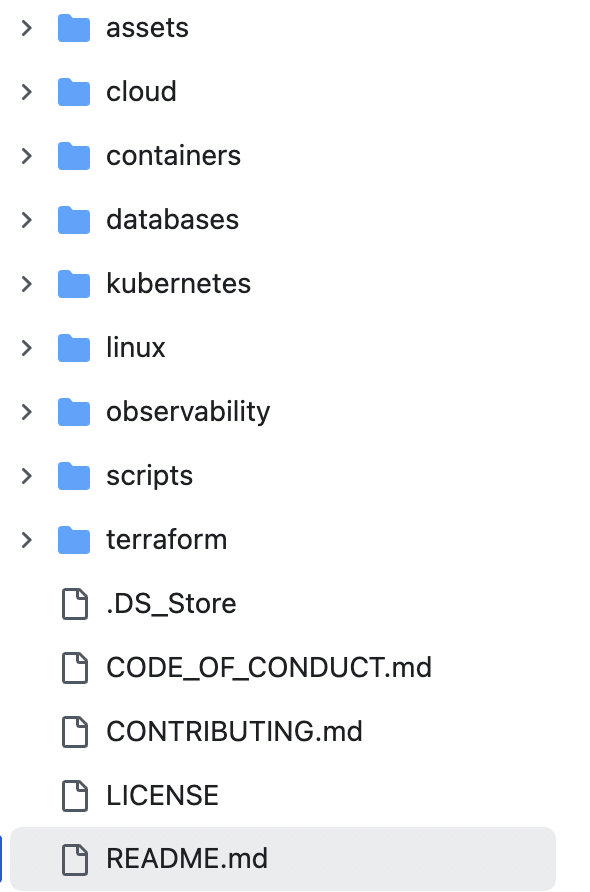 assets
cloud
containers
databases
kubernetes
linux
observability
scripts
terraform
.DS_Store
CODE_OF_CONDUCT.md
CONTRIBUTING.md
LICENSE
README.md